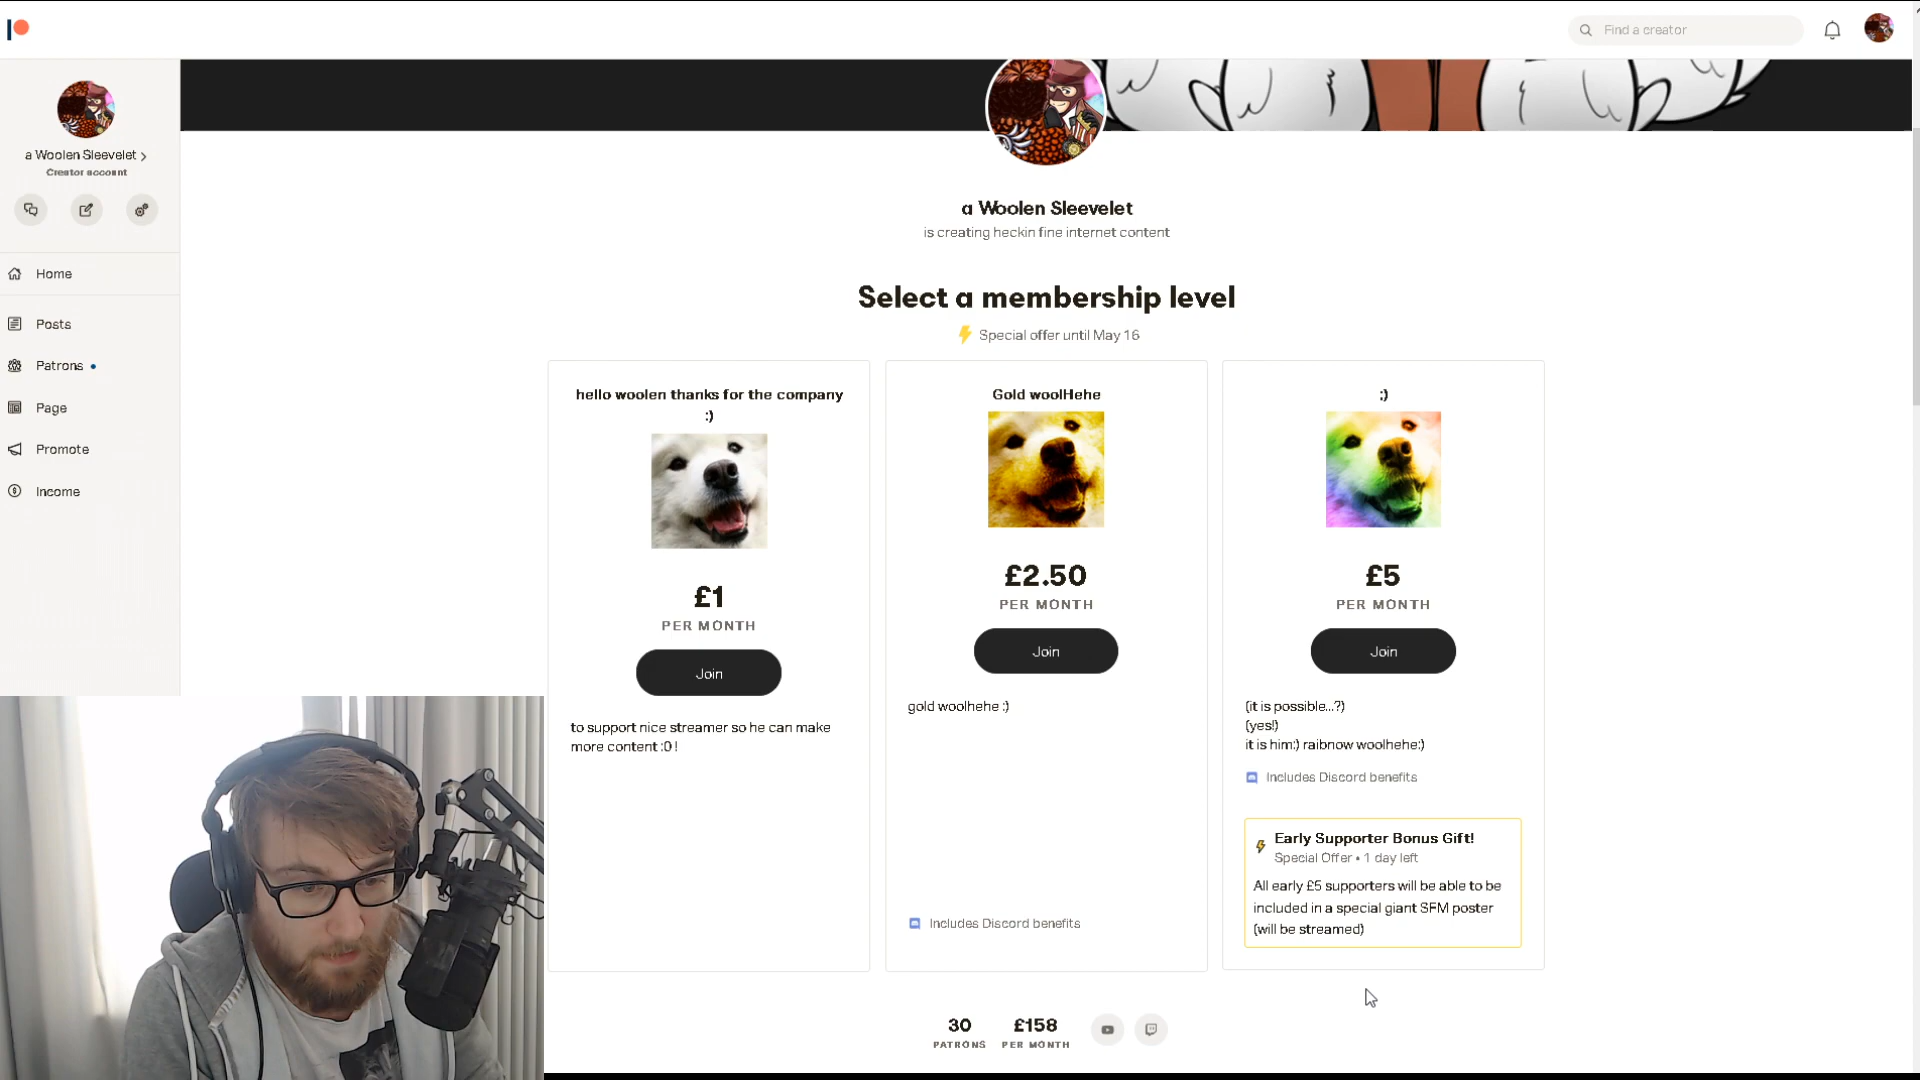 Find a creator
a Woolen Sleevelet
Creator account
Home
Posts
Patrons
Page
Promote
Income
a Woolen Sleevelet
is creating heckin fine internet content
Select a membership level
Special offer until May 16
hello woolen thanks for the company
:)
£1
PER MONTH
Join
to support nice streamer so he can make
more content :0 !
Gold woolHehe
£2.50
PER MONTH
Join
gold woolhehe :)
Includes Discord benefits
:)
£5
PER MONTH
Join
(it is possible...?)
(yes!)
it is him:) raibnow woolhehe:)
Includes Discord benefits
Early Supporter Bonus Gift!
Special Offer • 1 day left
All early £5 supporters will be able to be
included in a special giant SFM poster
(will be streamed)
30
PATRONS
£158
PER MONTH